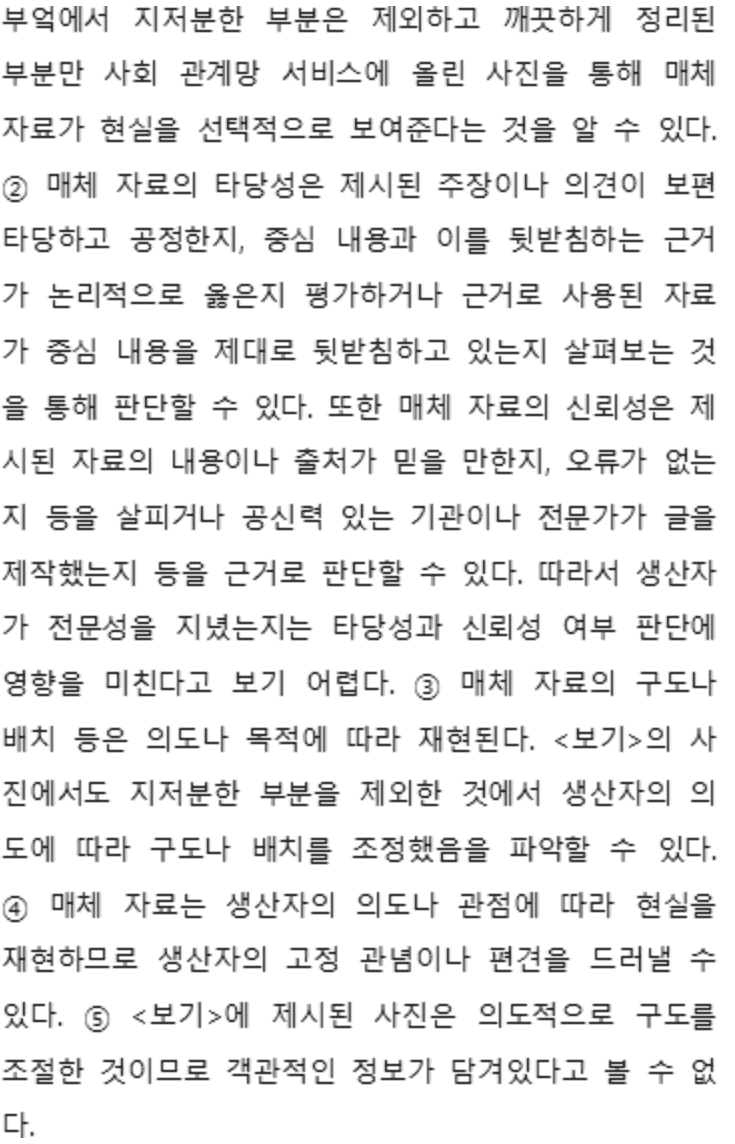 부엌에서 지저분한 부분은 제외하고 깨끗하게 정리된
부분만 사회 관계망 서비스에 올린 사진을 통해 매체
자료가 현실을 선택적으로 보여준다는 것을 알 수 있다.
② 매체 자료의 타당성은 제시된 주장이나 의견이 보편
타당하고 공정한지, 중심 내용과 이를 뒷받침하는 근거
가 논리적으로 옳은지 평가하거나 근거로 사용된 자료
가 중심 내용을 제대로 뒷받침하고 있는지 살펴보는 것
을 통해 판단할 수 있다. 또한 매체 자료의 신뢰성은 제
시된 자료의 내용이나 출처가 믿을 만한지, 오류가 없는
지 등을 살피거나 공신력 있는 기관이나 전문가가 글을
제작했는지 등을 근거로 판단할 수 있다. 따라서 생산자
가 전문성을 지녔는지는 타당성과 신뢰성 여부 판단에
영향을 미친다고 보기 어렵다. ③ 매체 자료의 구도나
배치 등은 의도나 목적에 따라 재현된다. <보기>의 사
진에서도 지저분한 부분을 제외한 것에서 생산자의 의
도에 따라 구도나 배치를 조정했음을 파악할 수 있다.
④ 매체 자료는 생산자의 의도나 관점에 따라 현실을
재현하므로 생산자의 고정 관념이나 편견을 드러낼 수
있다. ⑤ <보기>에 제시된 사진은 의도적으로 구도를
조절한 것이므로 객관적인 정보가 담겨있다고 볼 수 없
다.